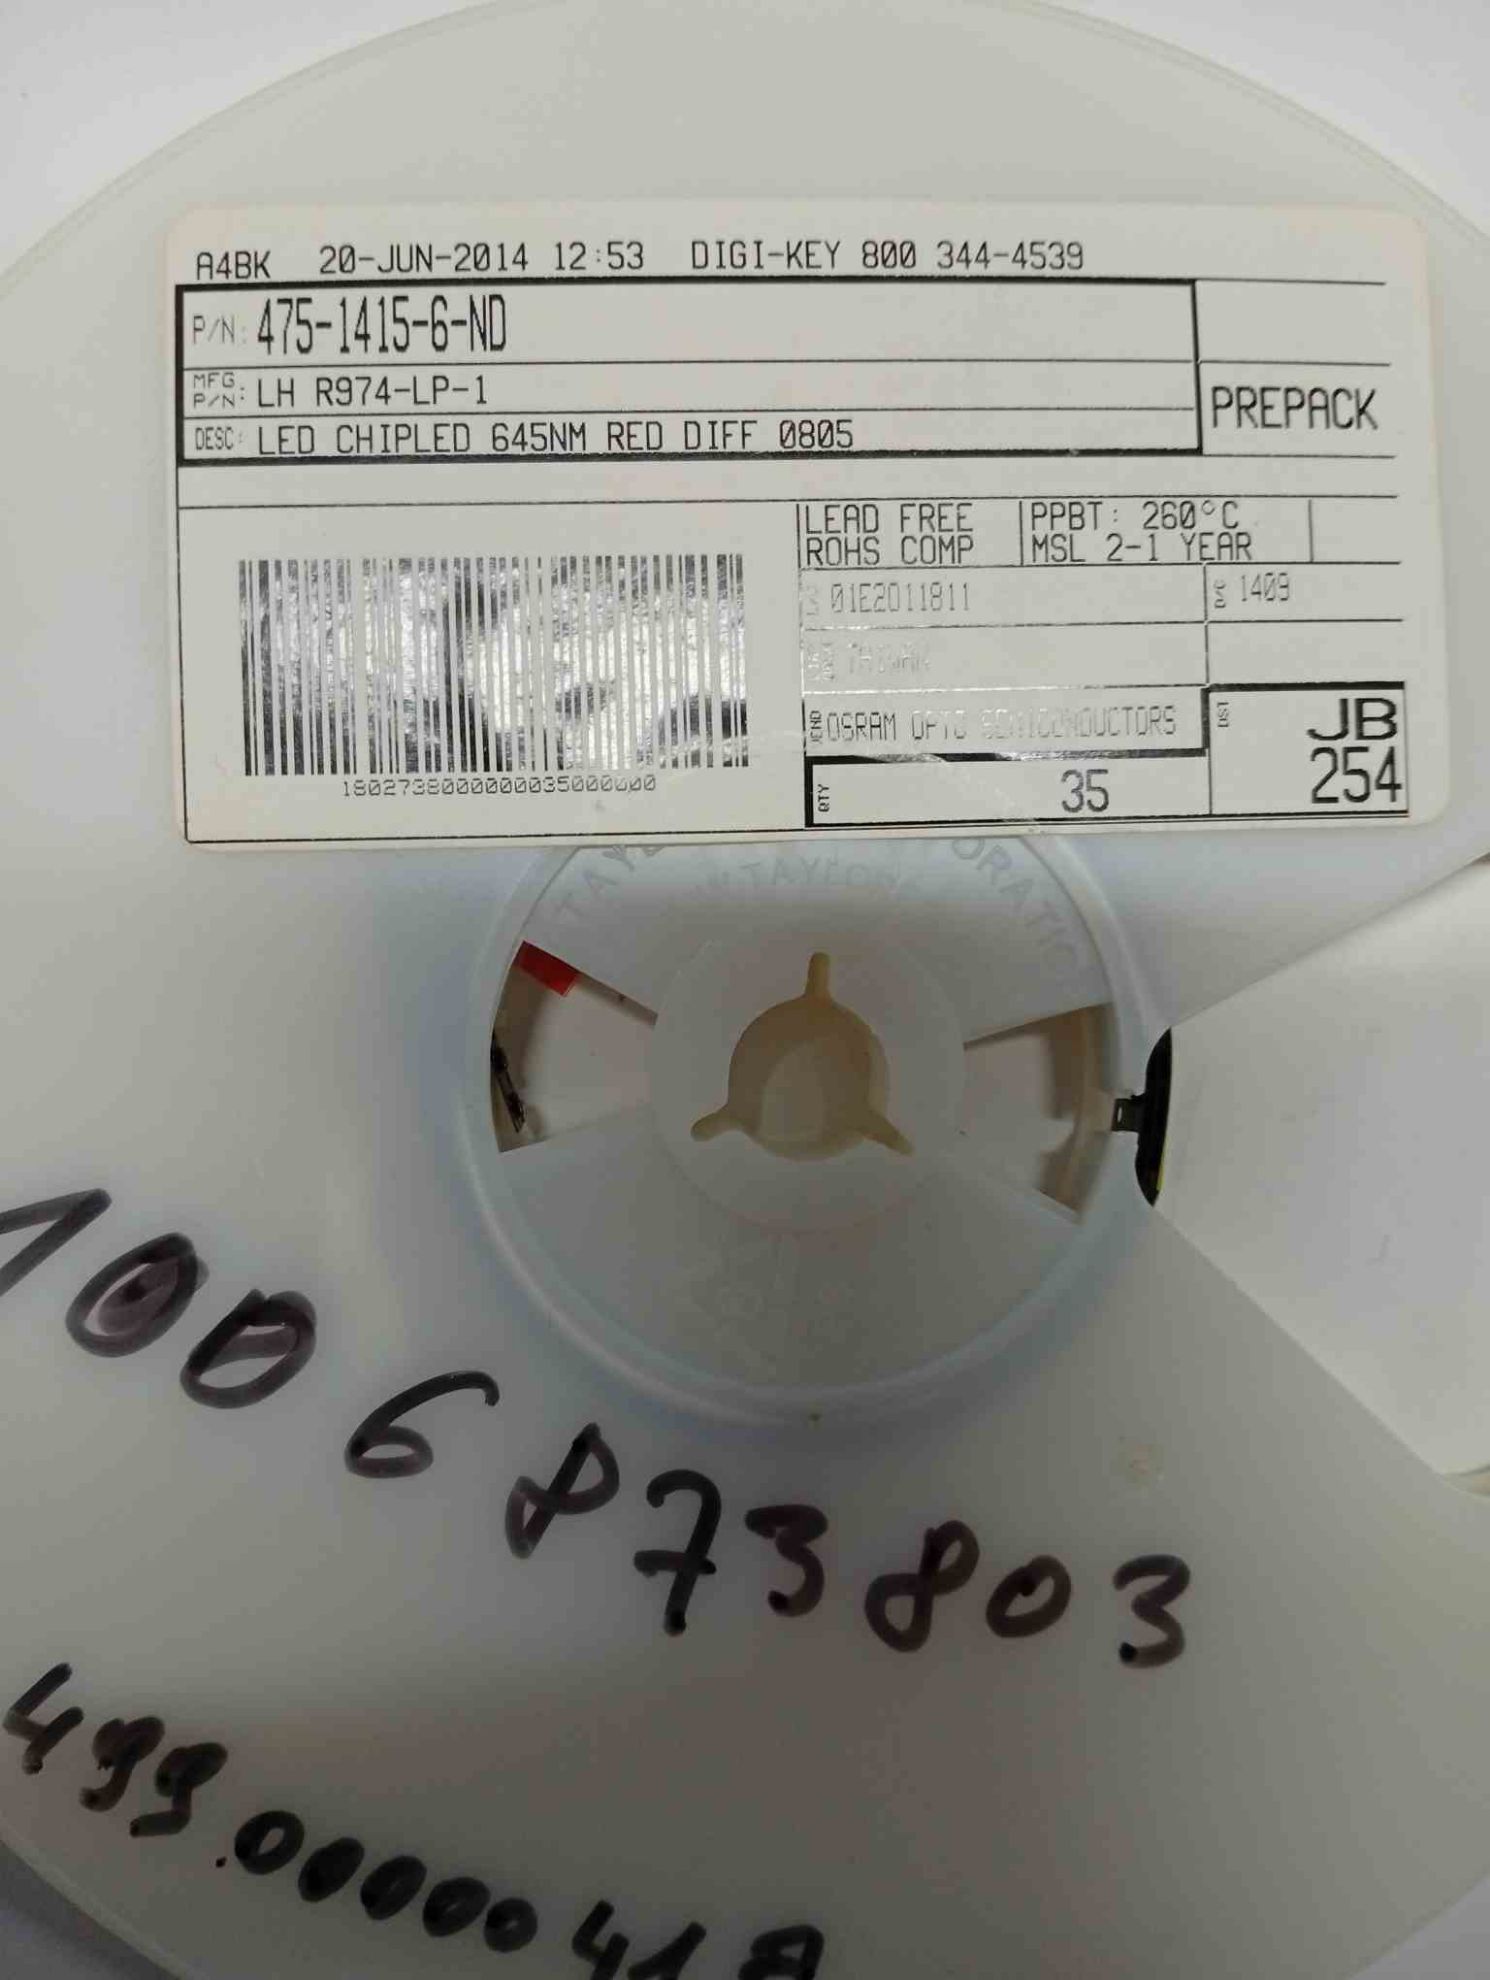 A4BK 20-JUN-2014 12:53 DIGI-KEY 800 344-4539
P/N: 475-1415-6-ND
MFG P/N: LH R974-LP-1
DESC: LED CHIPLED 645NM RED DIFF 0805
PREPACK
LEAD FREE
ROHS COMP
PPBT: 260°C
MSL 2-1 YEAR
01E2011811
D/C 1409
TAIWAN
OSRAM OPTO SEMICONDUCTORS
QTY 35
DST JB
254
1006873803
499.00000418